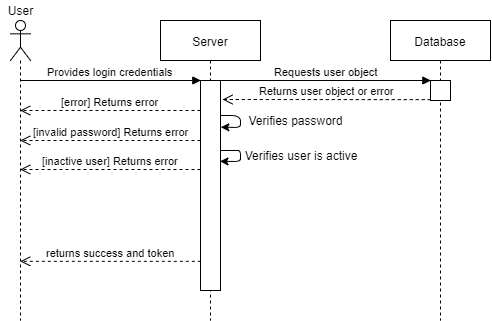 User
Server
Database
Provides login credentials
Requests user object
[error] Returns error
Returns user object or error
Verifies password
[invalid password] Returns error
Verifies user is active
[inactive user] Returns error
returns success and token